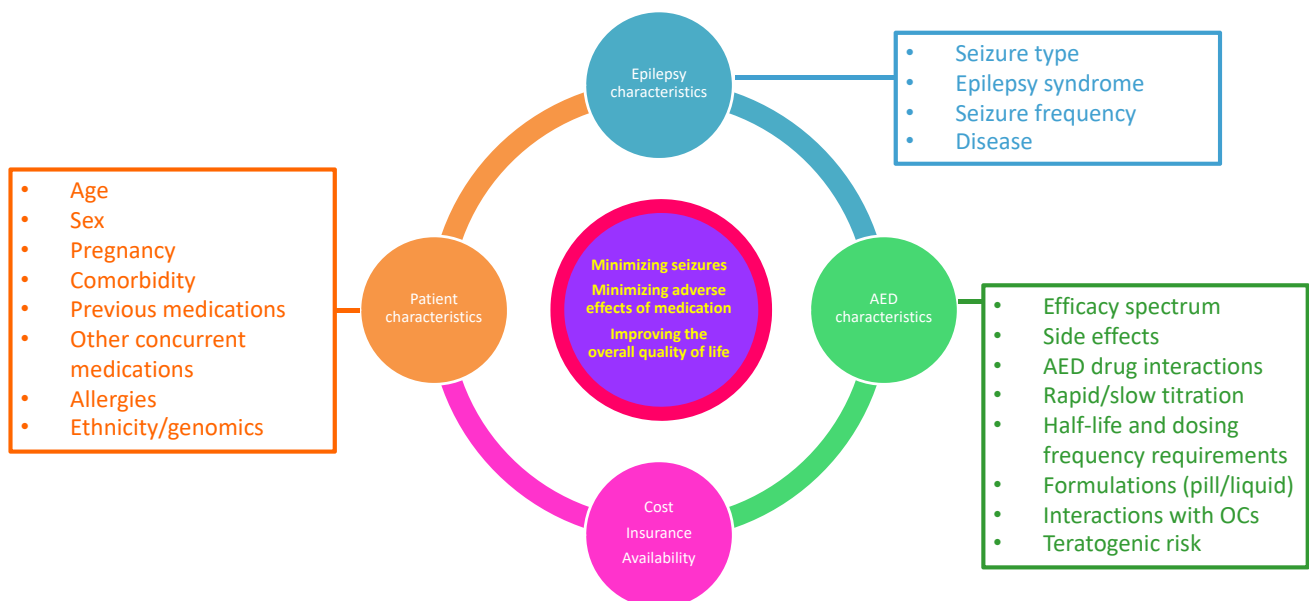 Epilepsy
characteristics
• Seizure type
• Epilepsy syndrome
• Seizure frequency
• Disease
• Age
• Sex
• Pregnancy
• Comorbidity
• Previous medications
• Other concurrent
medications
• Allergies
• Ethnicity/genomics
Patient
characteristics
Minimizing seizures
Minimizing adverse
effects of medication
Improving the
overall quality of life
AED
characteristics
• Efficacy spectrum
• Side effects
• AED drug interactions
• Rapid/slow titration
• Half-life and dosing
frequency requirements
• Formulations (pill/liquid)
• Interactions with OCs
• Teratogenic risk
Cost
Insurance
Availability